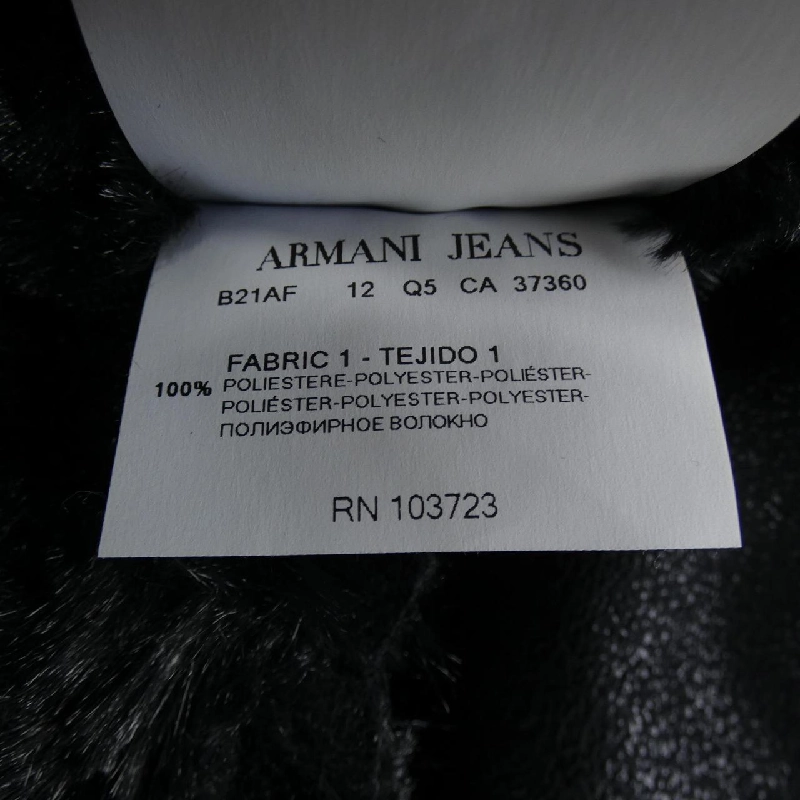 ARMANI JEANS
B21AF 12 Q5 CA 37360
FABRIC 1 - TEJIDO 1
100% POLIESTERE-POLYESTER-POLIÉSTER-
POLIÉSTER-POLYESTER-POLYESTER-
ПОЛИЭФИРНОЕ ВОЛОКНО
RN 103723